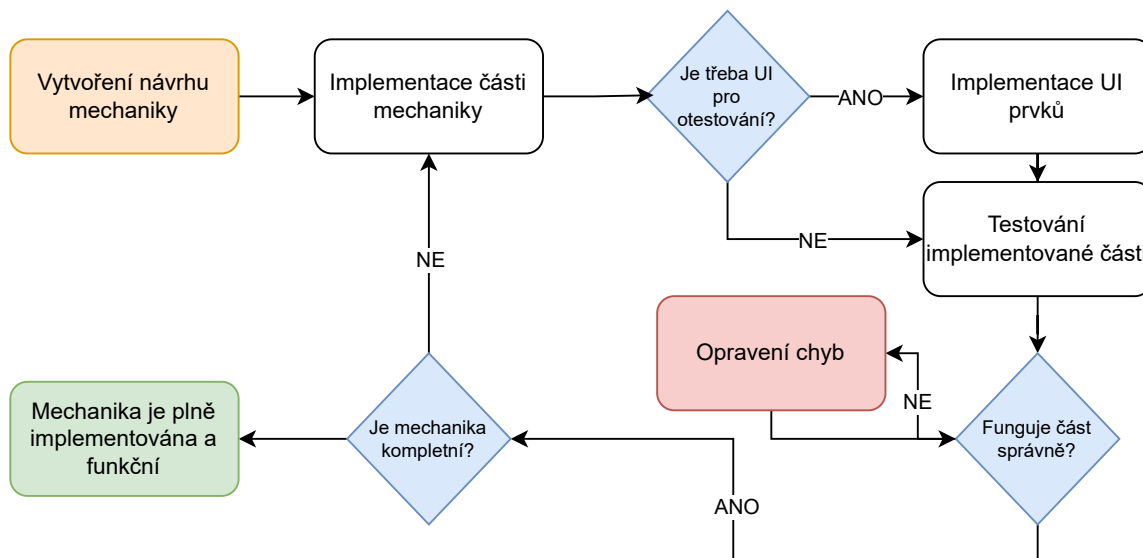 Vytvoření návrhu
mechaniky
Implementace části
mechaniky
Je třeba UI
pro
otestování?
ANO
Implementace UI
prvků
NE
Testování
implementované části
NE
Opravení chyb
NE
Mechanika je plně
implementována a
funkční
Je mechanika
kompletní?
Funguje část
správně?
ANO